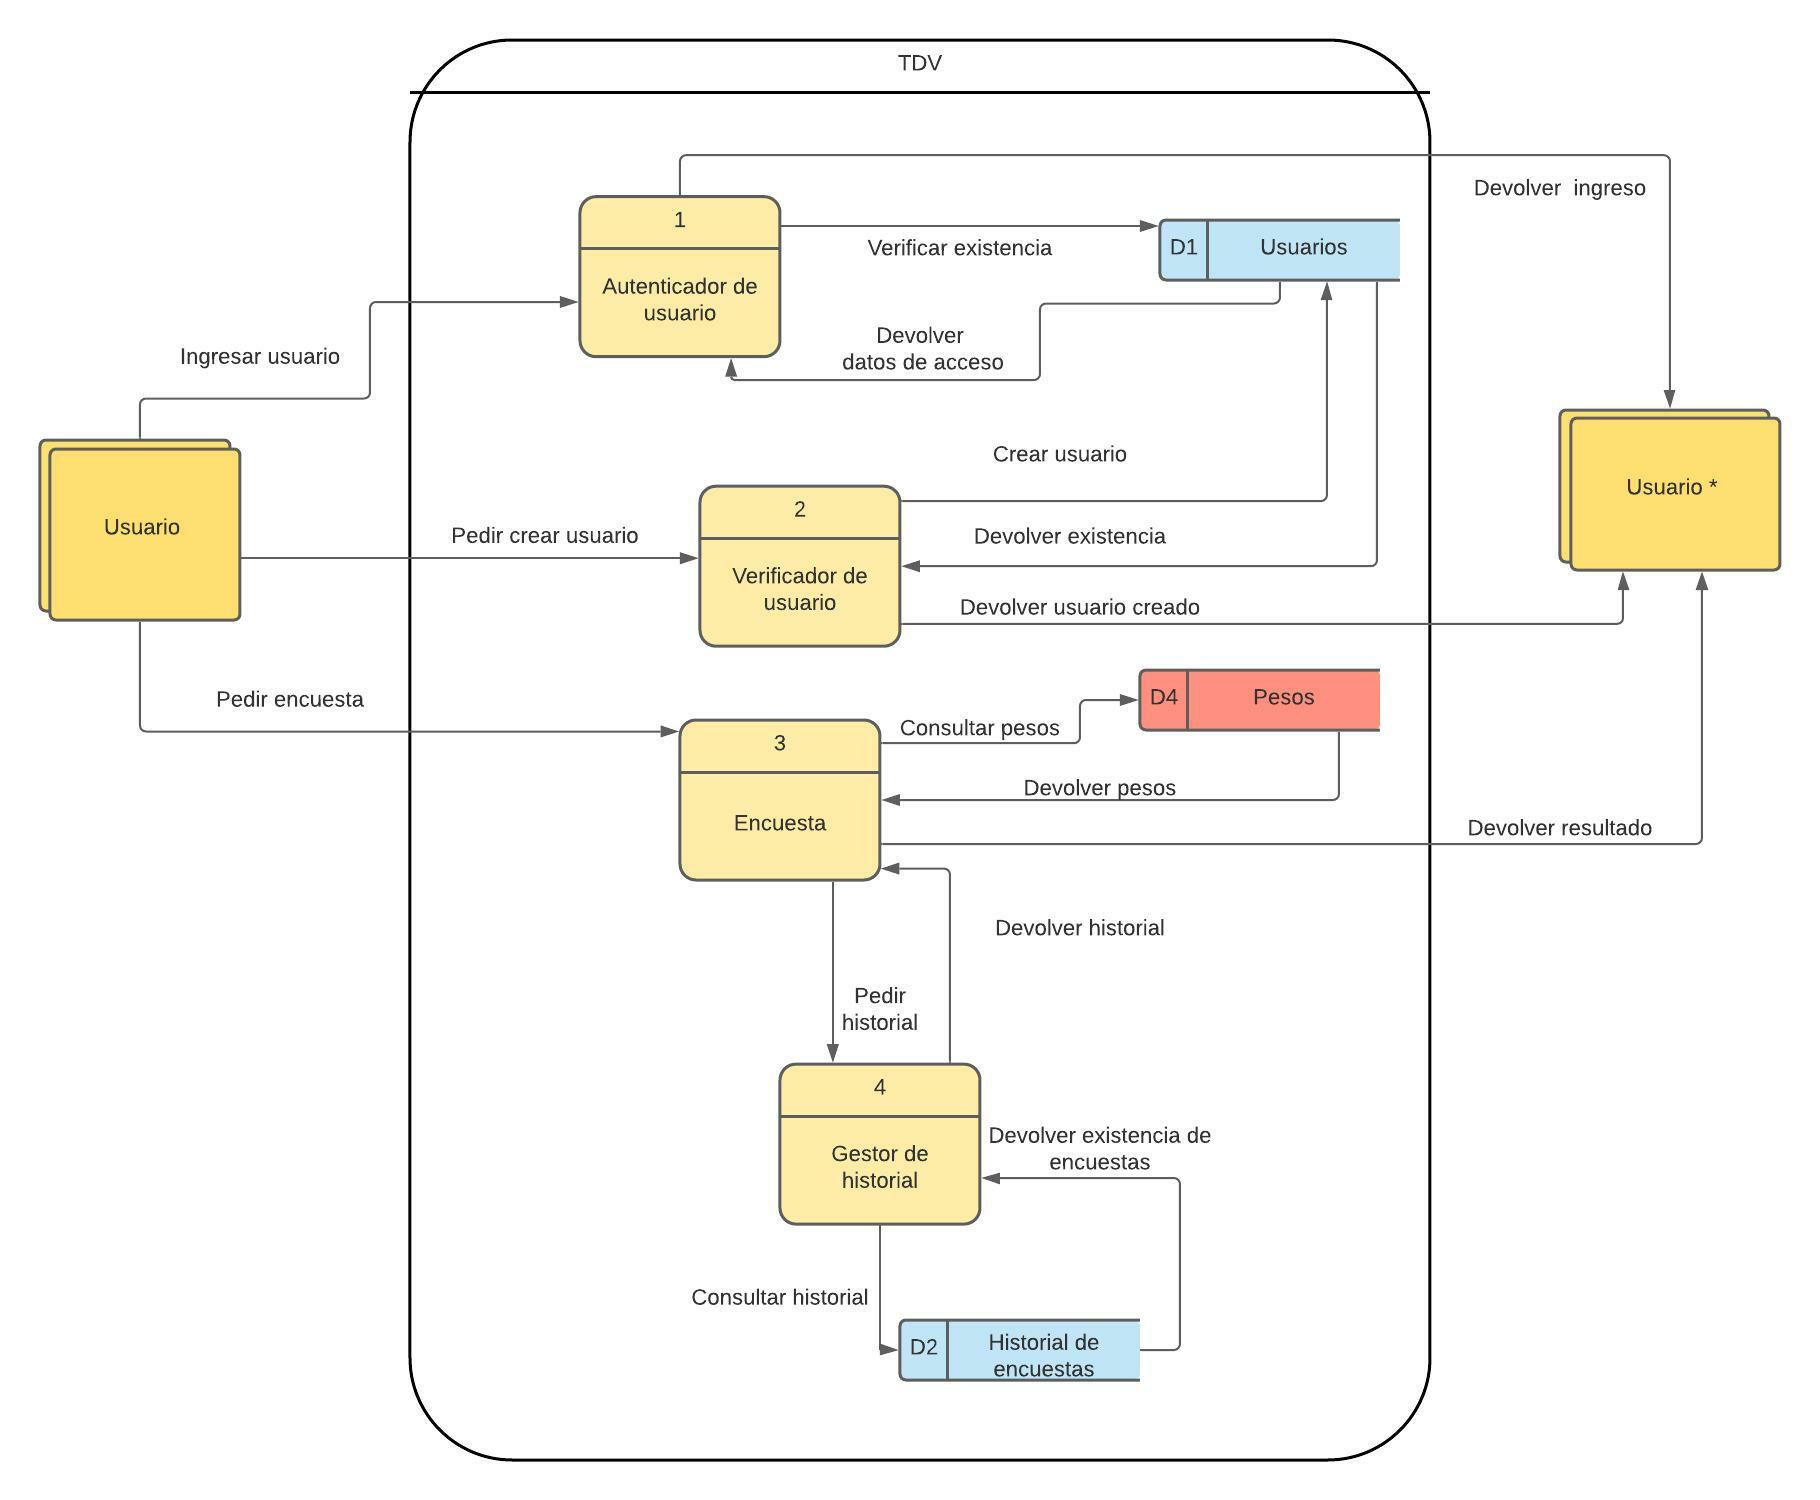 TDV
Devolver  ingreso
1
Verificar existencia
D1
Usuarios
Autenticador de
usuario
Ingresar usuario
Devolver
datos de acceso
Crear usuario
Usuario *
Usuario
Pedir crear usuario
2
Devolver existencia
Verificador de
usuario
Devolver usuario creado
Pedir encuesta
D4
Pesos
Consultar pesos
3
Devolver pesos
Encuesta
Devolver resultado
Devolver historial
Pedir
historial
4
Devolver existencia de
encuestas
Gestor de
historial
Consultar historial
D2
Historial de
encuestas